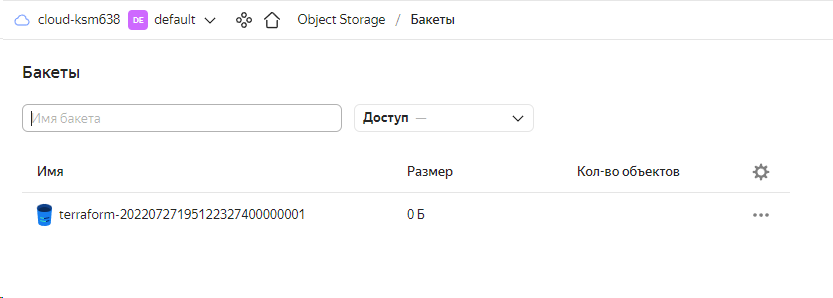 cloud-ksm638 DE default Object Storage / Бакеты
Бакеты
Имя бакета Доступ —
Имя Размер Кол-во объектов
terraform-20220727195122327400000001 0 Б